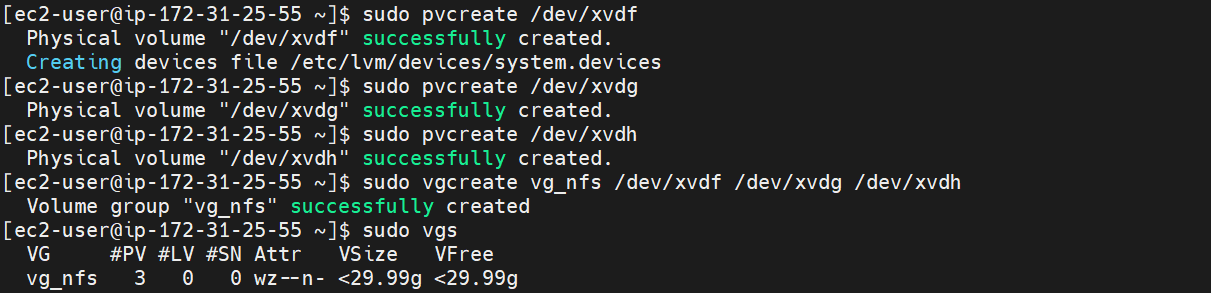 [ec2-user@ip-172-31-25-55 ~]$ sudo pvcreate /dev/xvdf
  Physical volume "/dev/xvdf" successfully created.
  Creating devices file /etc/lvm/devices/system.devices
[ec2-user@ip-172-31-25-55 ~]$ sudo pvcreate /dev/xvdg
  Physical volume "/dev/xvdg" successfully created.
[ec2-user@ip-172-31-25-55 ~]$ sudo pvcreate /dev/xvdh
  Physical volume "/dev/xvdh" successfully created.
[ec2-user@ip-172-31-25-55 ~]$ sudo vgcreate vg_nfs /dev/xvdf /dev/xvdg /dev/xvdh
  Volume group "vg_nfs" successfully created
[ec2-user@ip-172-31-25-55 ~]$ sudo vgs
  VG     #PV #LV #SN Attr   VSize   VFree
  vg_nfs   3   0   0 wz--n- <29.99g <29.99g